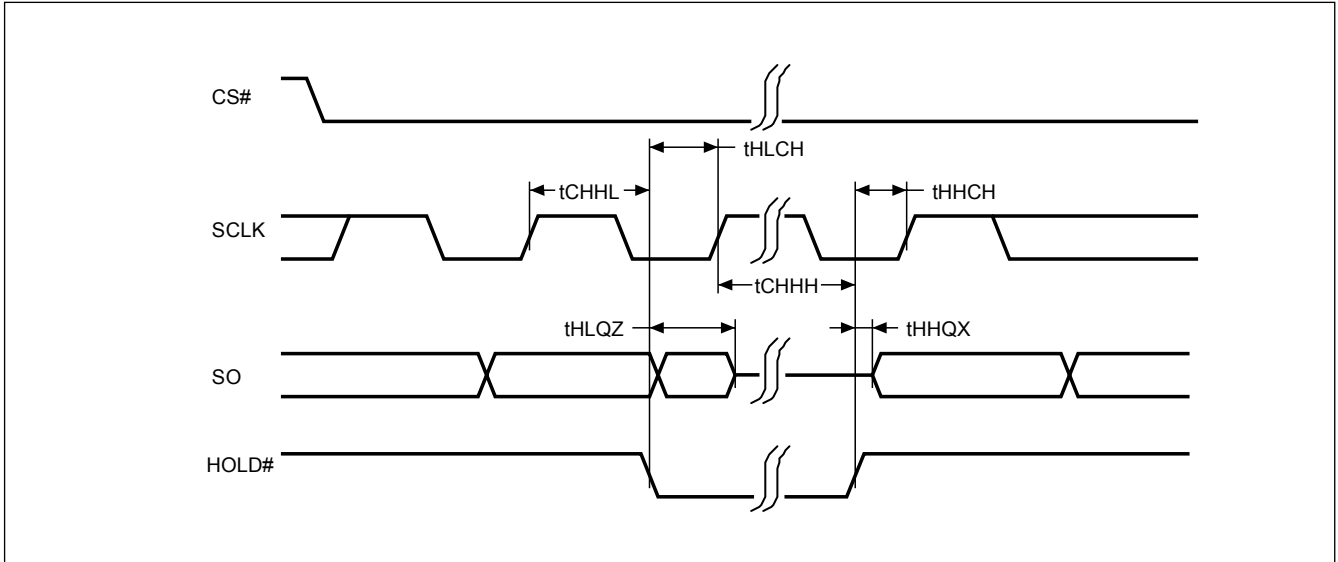 CS#
tHLCH
tCHHL
tHHCH
SCLK
tCHHH
tHLQZ
tHHQX
SO
HOLD#